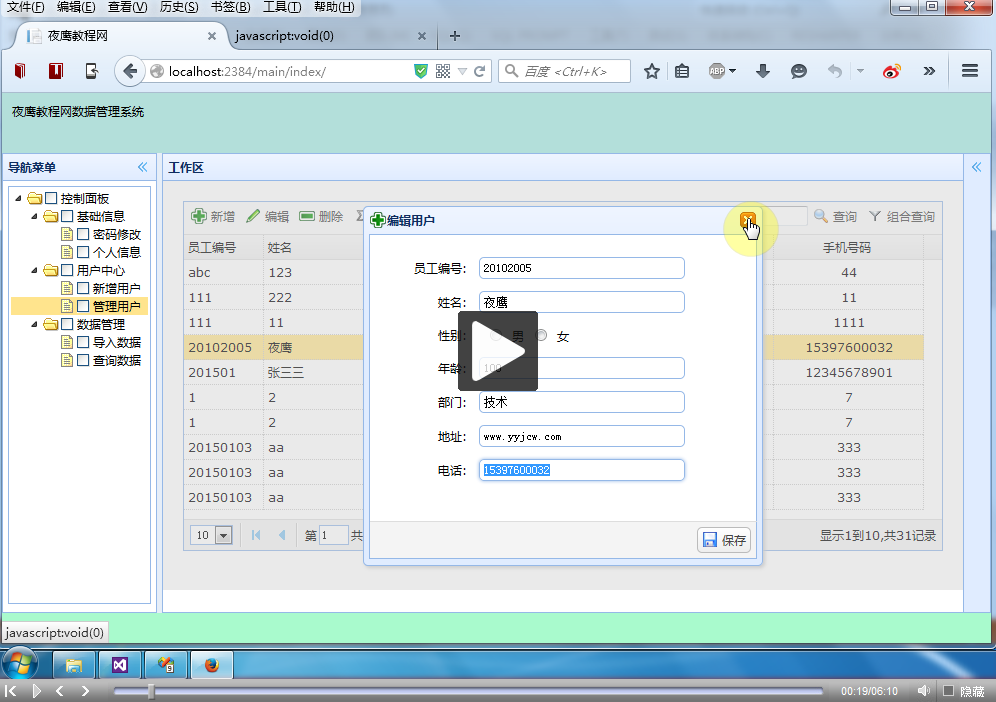 文件(F) 编辑(E) 查看(V) 历史(S) 书签(B) 工具(T) 帮助(H)
夜鹰教程网 javascript:void(0)
localhost:2384/main/index/ 百度 <Ctrl+K> ABP
夜鹰教程网数据管理系统
导航菜单
工作区
控制面板
基础信息
密码修改
个人信息
用户中心
新增用户
管理用户
数据管理
导入数据
查询数据
新增 编辑 删除 查询 组合查询
员工编号 姓名 手机号码
abc 123 44
111 222 11
111 11 1111
20102005 夜鹰 15397600032
201501 张三三 12345678901
1 2 7
1 2 7
20150103 aa 333
20150103 aa 333
20150103 aa 333
10 第 1 共 显示1到10,共31记录
编辑用户
员工编号: 20102005
姓名: 夜鹰
性别: 男 女
年龄: 100
部门: 技术
地址: www.yyjcw.com
电话: 15397600032
保存
javascript:void(0)
9
00:19/06:10 隐藏